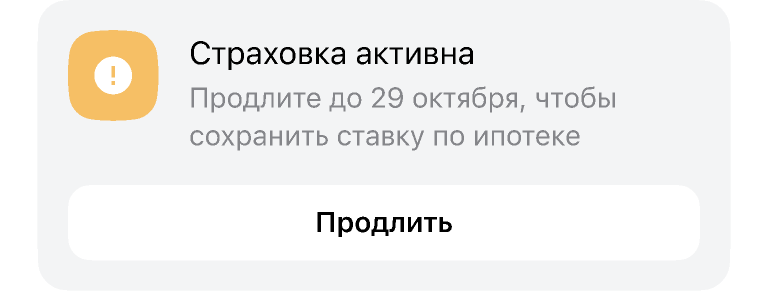 Страховка активна
Продлите до 29 октября, чтобы
сохранить ставку по ипотеке
Продлить